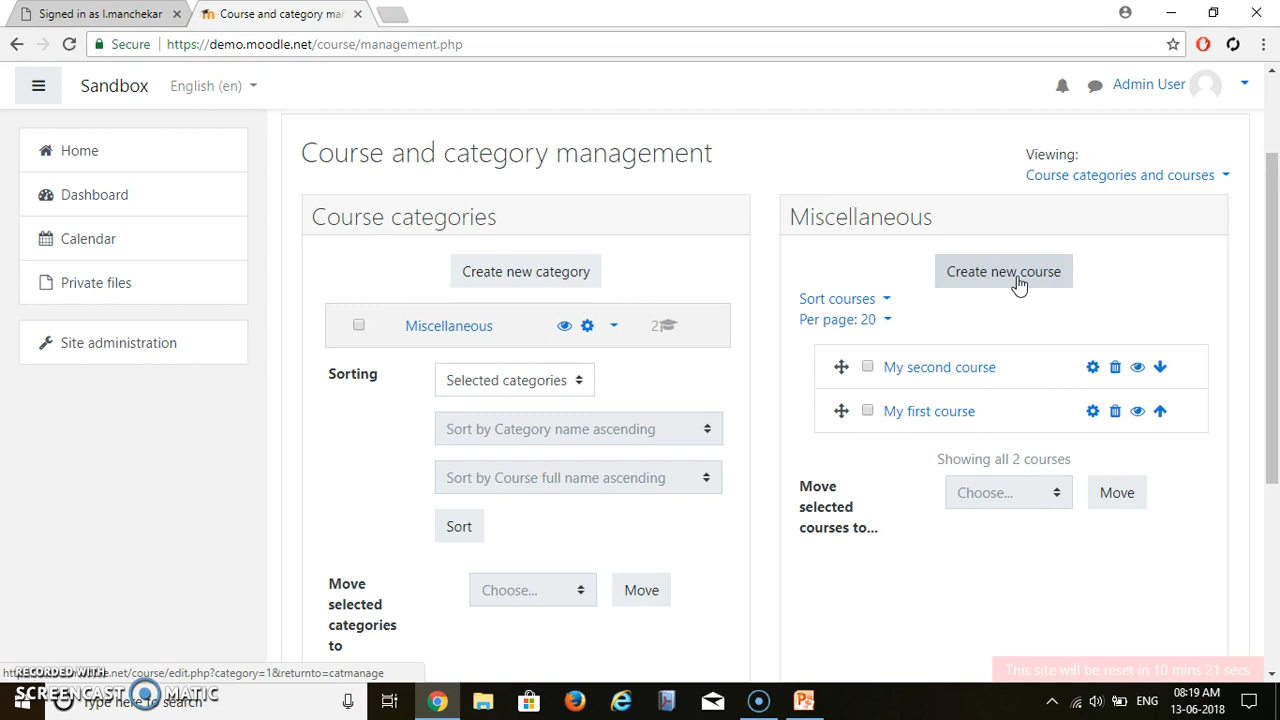 Signed in as l.manchekar
Course and category mar
Secure
https://demo.moodle.net/course/management.php
Sandbox
English (en)
Admin User
Home
Dashboard
Calendar
Private files
Site administration
Course and category management
Viewing:
Course categories and courses
Course categories
Create new category
Miscellaneous
2
Sorting
Selected categories
Sort by Category name ascending
Sort by Course full name ascending
Sort
Move
selected
categories
to
Choose...
Move
Miscellaneous
Create new course
Sort courses
Per page: 20
My second course
My first course
Showing all 2 courses
Move
selected
courses to...
Choose...
Move
.net/course/edit.php?category=1&returnto=catmanage
This site will be reset in 10 mins 21 secs
RECORDED WITH
SCREENCAST MATIC
Type here to search
ENG
08:19 AM
13-06-2018